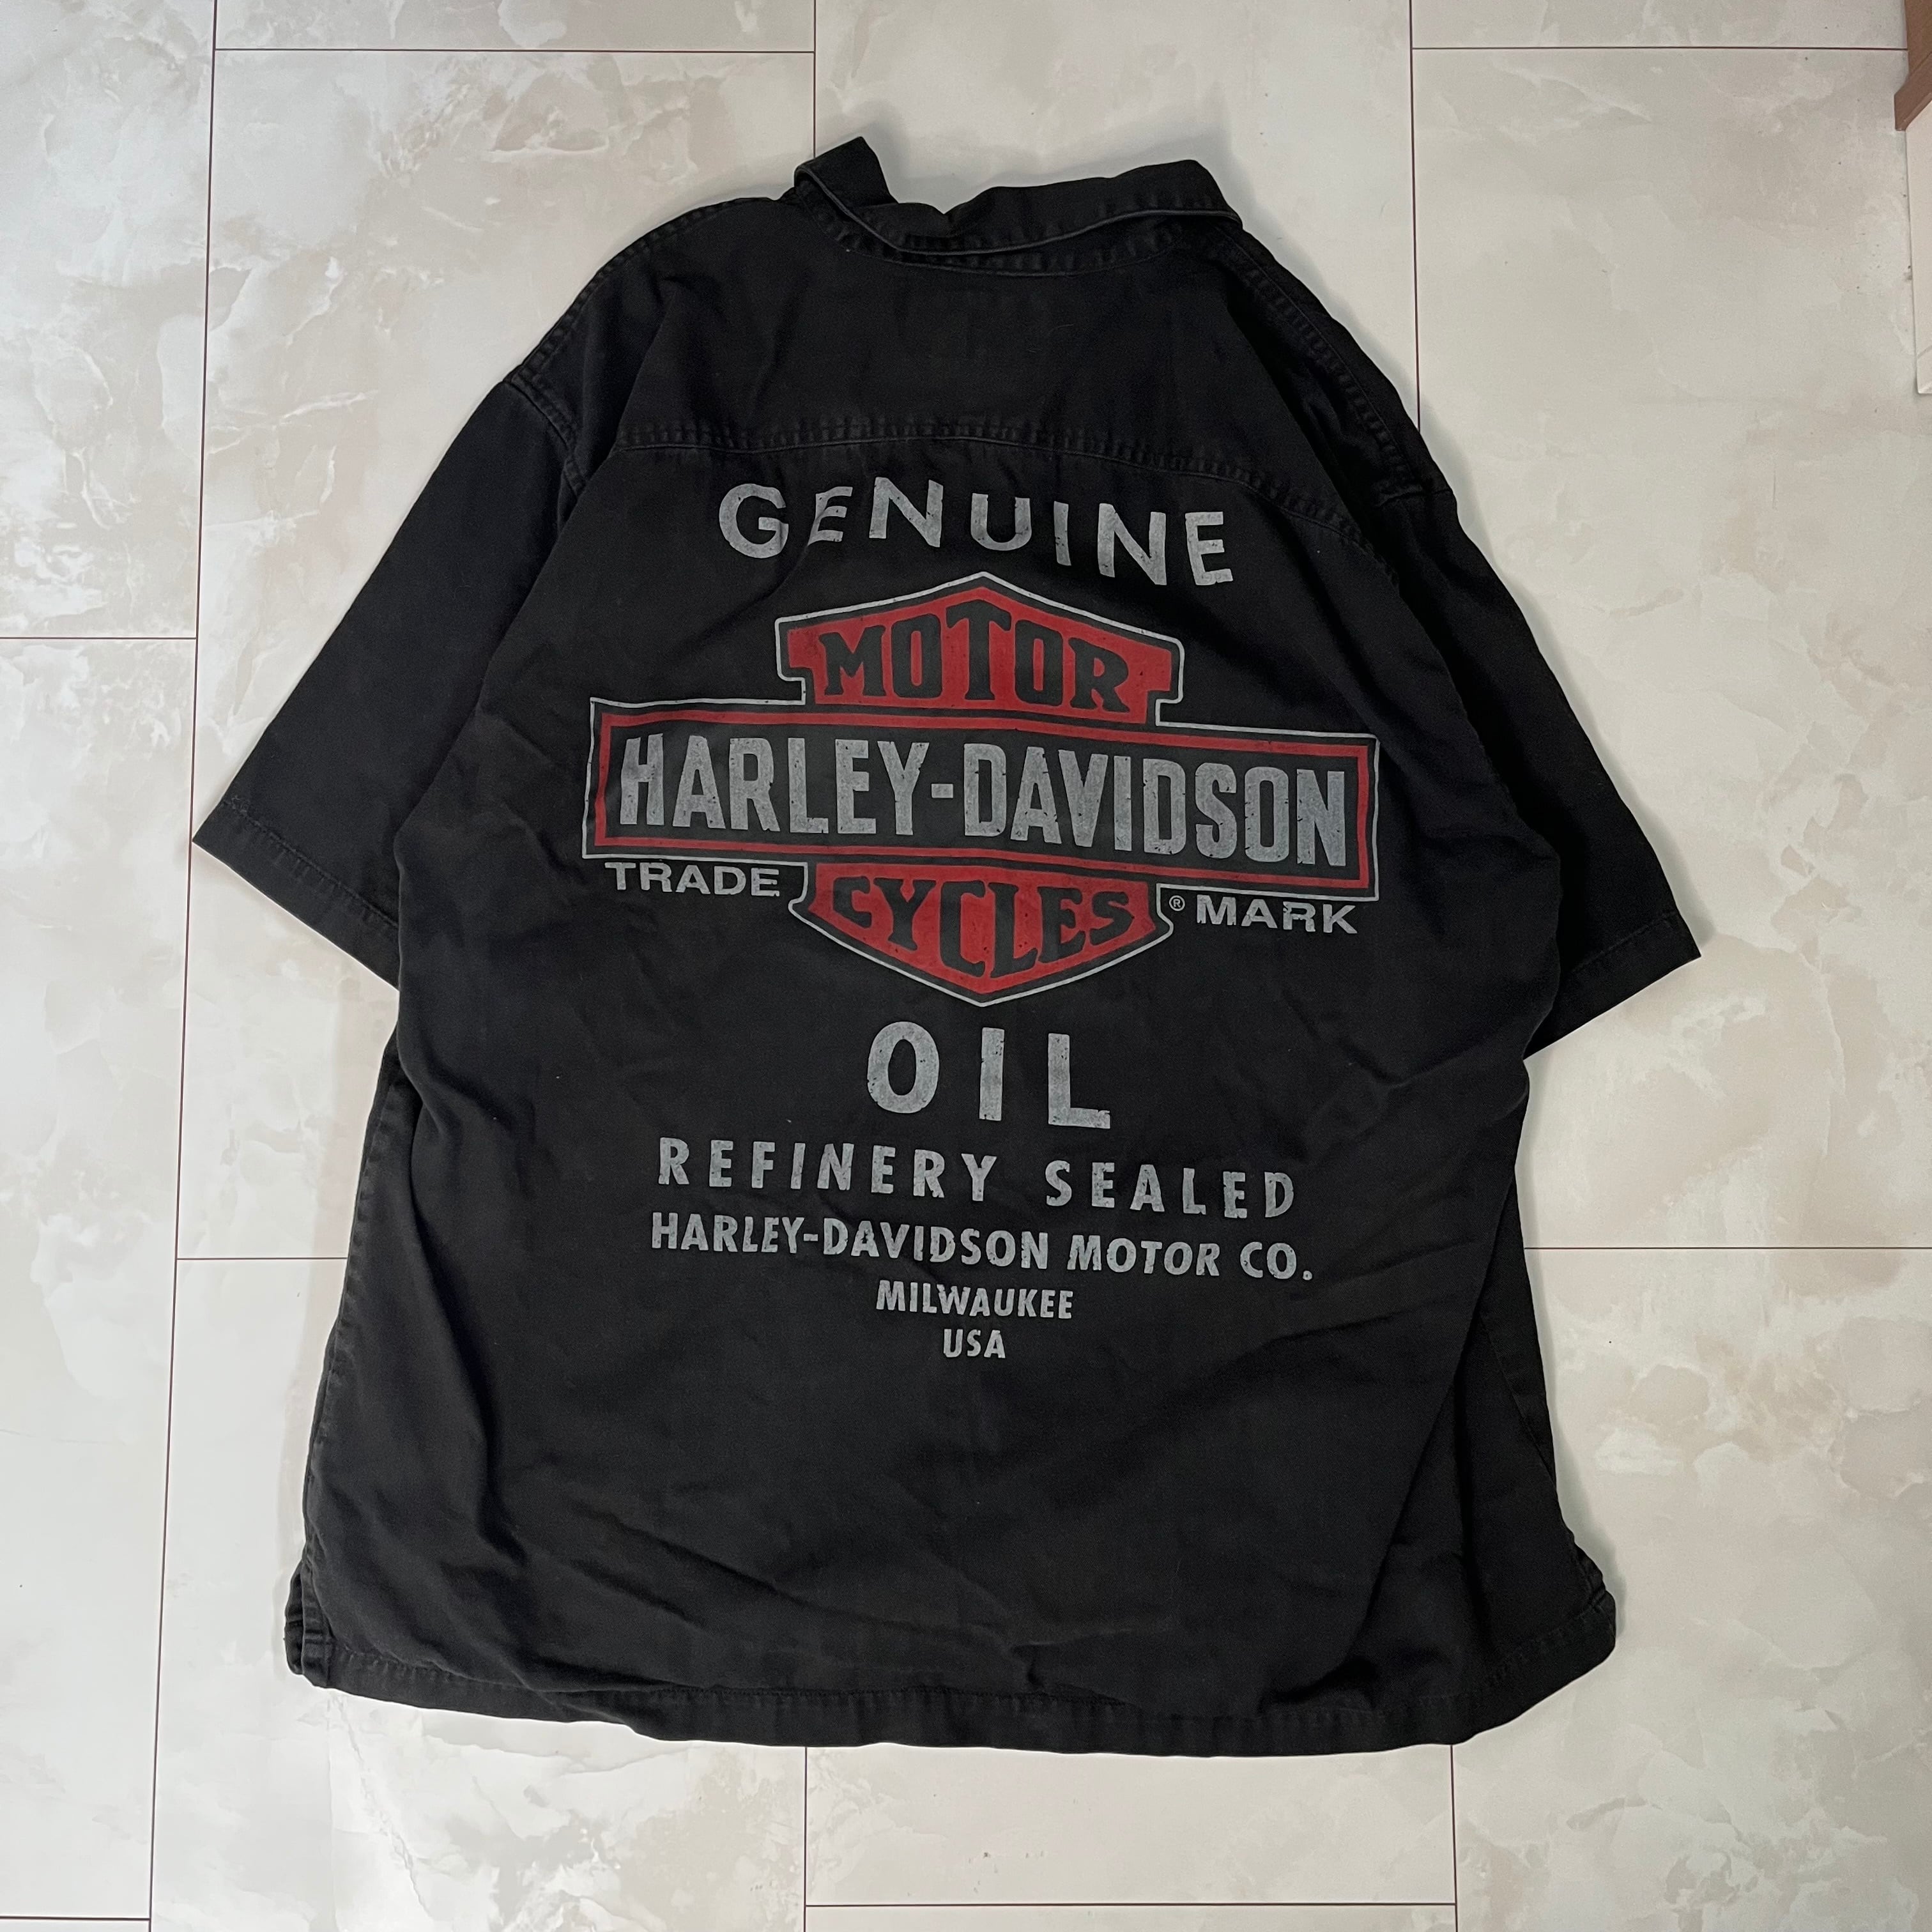 GENUINE
MOTOR
HARLEY-DAVIDSON
TRADE CYCLES ® MARK
OIL
REFINERY SEALED
HARLEY-DAVIDSON MOTOR CO.
MILWAUKEE
USA